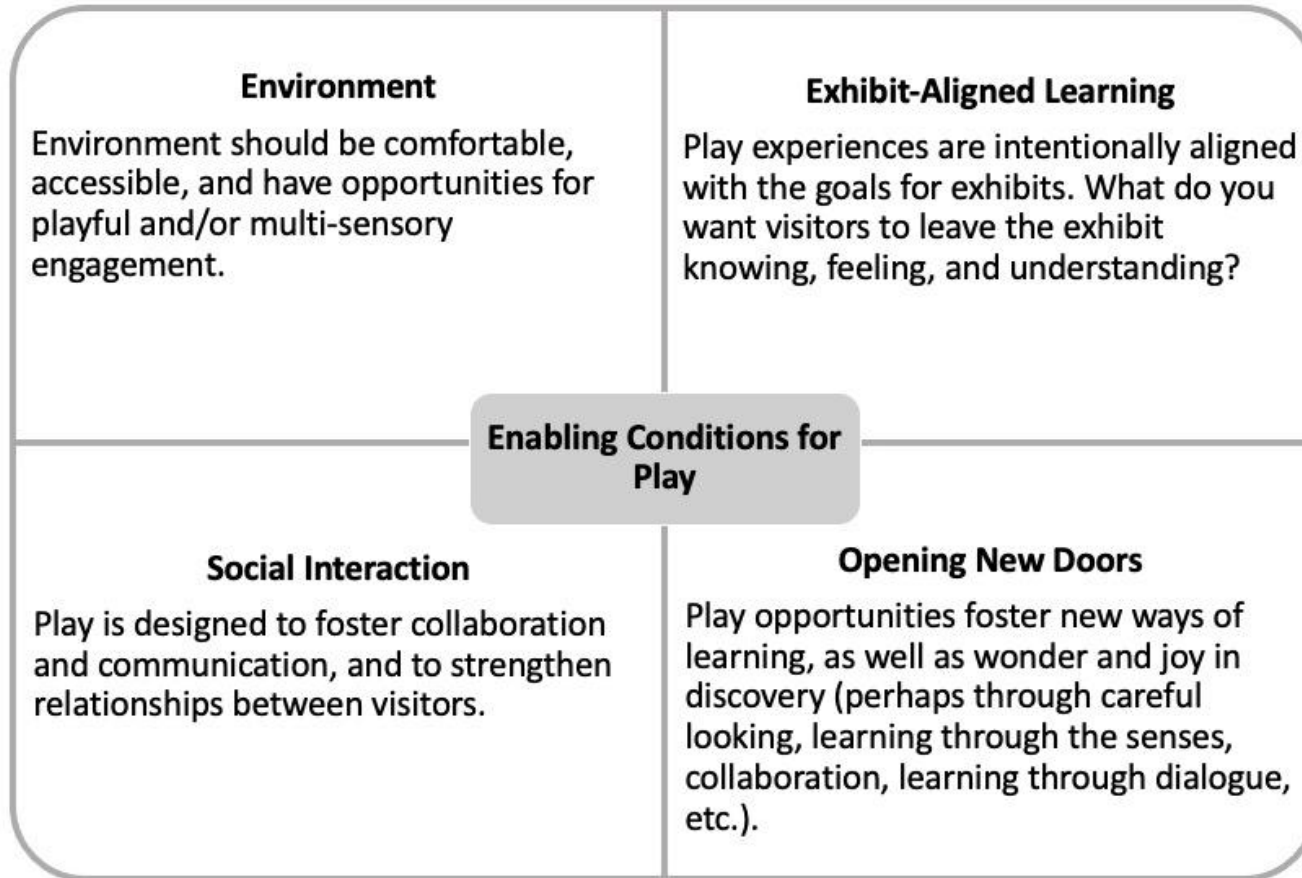 Environment
Environment should be comfortable,
accessible, and have opportunities for
playful and/or multi-sensory
engagement.
Exhibit-Aligned Learning
Play experiences are intentionally aligned
with the goals for exhibits. What do you
want visitors to leave the exhibit
knowing, feeling, and understanding?
Enabling Conditions for
Play
Social Interaction
Play is designed to foster collaboration
and communication, and to strengthen
relationships between visitors.
Opening New Doors
Play opportunities foster new ways of
learning, as well as wonder and joy in
discovery (perhaps through careful
looking, learning through the senses,
collaboration, learning through dialogue,
etc.).